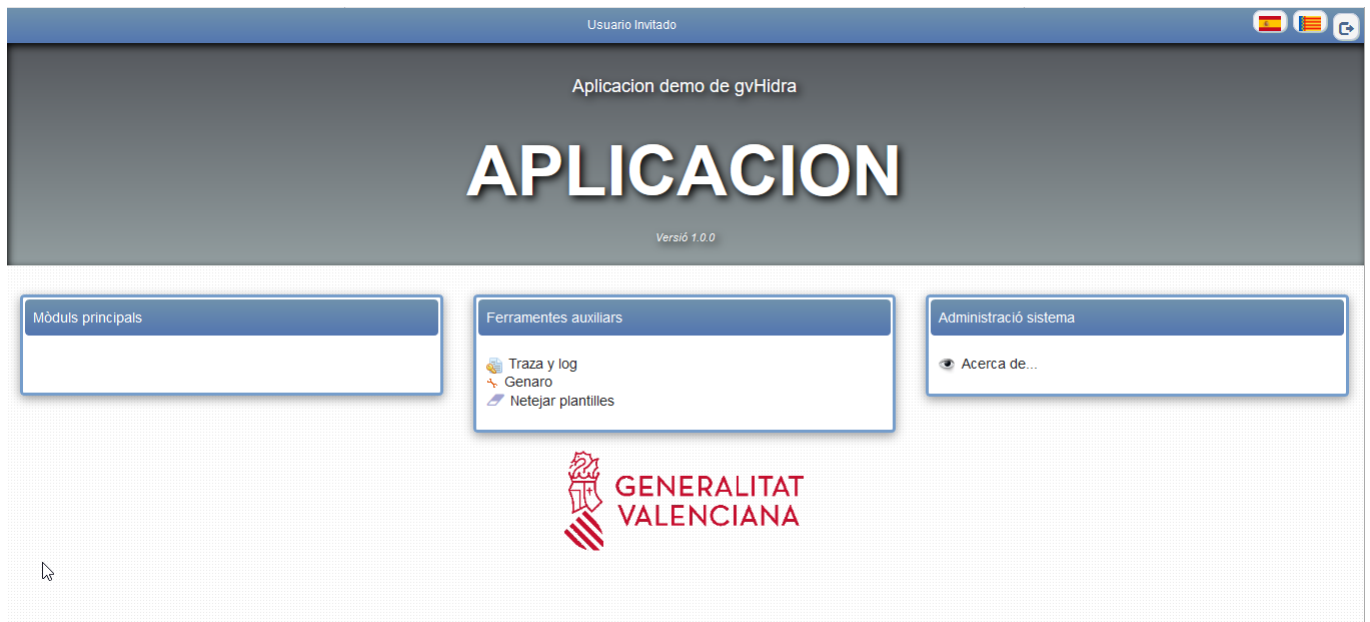 Usuario Invitado
Aplicacion demo de gvHidra
APLICACION
Versió 1.0.0
Mòduls principals
Ferramentes auxiliars
Traza y log
Genaro
Netejar plantilles
Administració sistema
Acerca de...
GENERALITAT
VALENCIANA